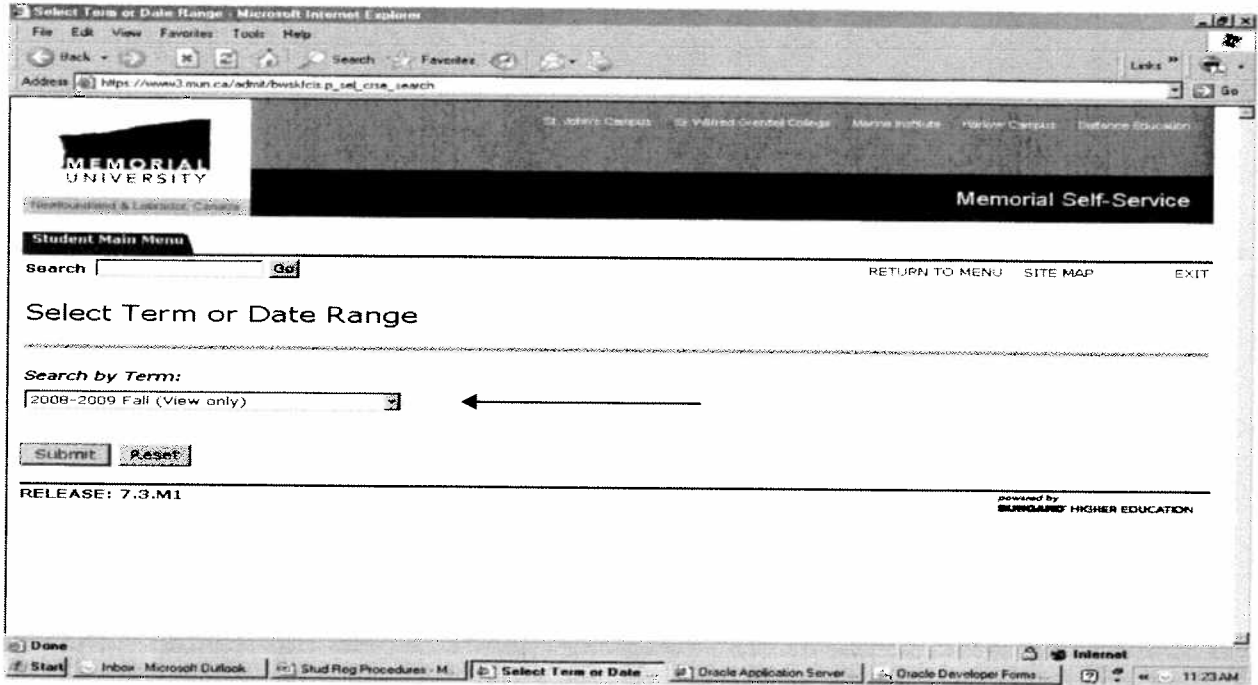 Select Term or Date Range - Microsoft Internet Explorer
File Edit View Favorites Tools Help
Back Search Favorites Links »
Address https://www3.mun.ca/admit/bwskfcls.p_sel_crse_search Go
St. John's Campus Sir Wilfred Grenfell College Marine Institute Harlow Campus Distance Education
MEMORIAL
UNIVERSITY
Newfoundland & Labrador, Canada
Memorial Self-Service
Student Main Menu
Search Go RETURN TO MENU SITE MAP EXIT
Select Term or Date Range
Search by Term:
2008-2009 Fall (View only)
Submit Reset
RELEASE: 7.3.M1
powered by
SUNGARD HIGHER EDUCATION
Done Internet
Start Inbox - Microsoft Outlook Stud Reg Procedures - M... Select Term or Date ... Oracle Application Server ... Oracle Developer Forms ... « 11:23 AM